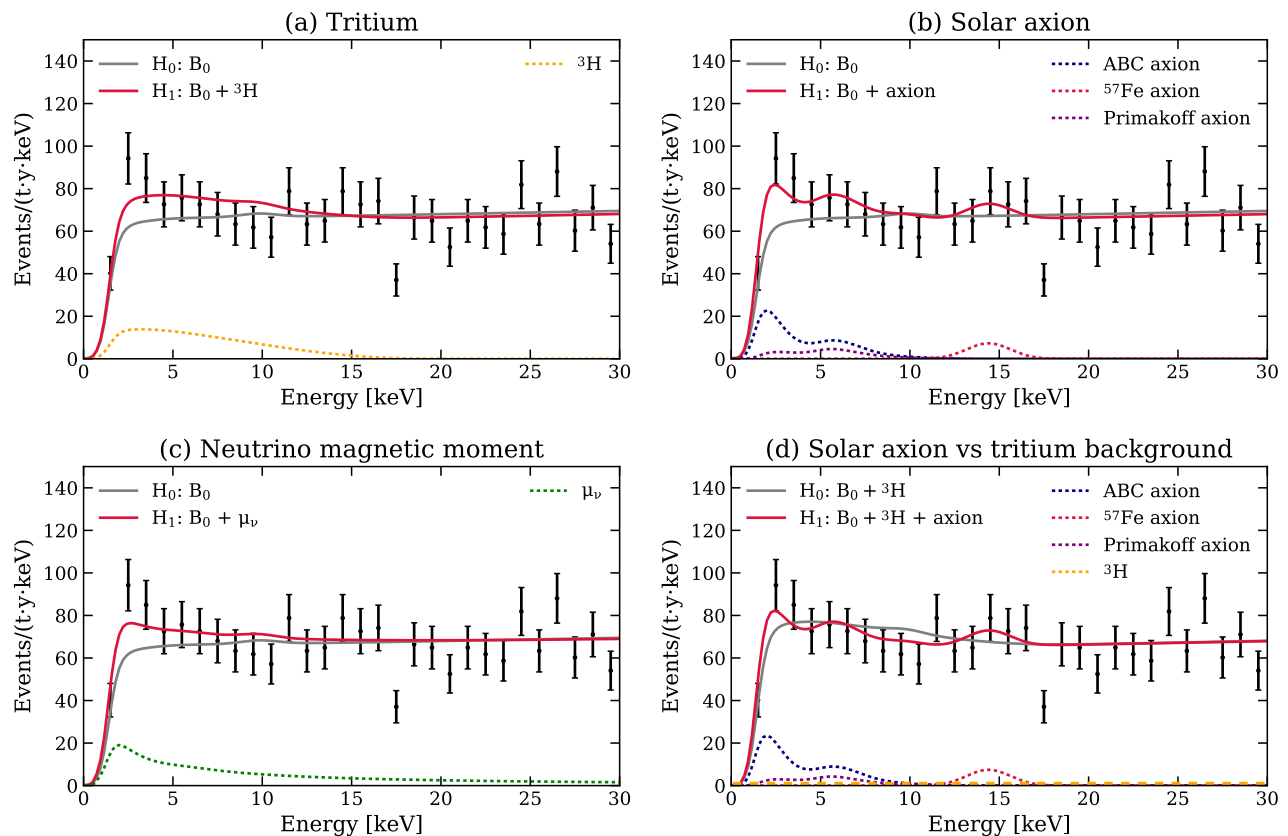 (a) Tritium
H₀: B₀
H₁: B₀ + ³H
³H
Events/(t·y·keV)
140
120
100
80
60
40
20
0
0 5 10 15 20 25 30
Energy [keV]
(b) Solar axion
H₀: B₀
H₁: B₀ + axion
ABC axion
⁵⁷Fe axion
Primakoff axion
Events/(t·y·keV)
140
120
100
80
60
40
20
0
0 5 10 15 20 25 30
Energy [keV]
(c) Neutrino magnetic moment
H₀: B₀
H₁: B₀ + μᵥ
μᵥ
Events/(t·y·keV)
140
120
100
80
60
40
20
0
0 5 10 15 20 25 30
Energy [keV]
(d) Solar axion vs tritium background
H₀: B₀ + ³H
H₁: B₀ + ³H + axion
ABC axion
⁵⁷Fe axion
Primakoff axion
³H
Events/(t·y·keV)
140
120
100
80
60
40
20
0
0 5 10 15 20 25 30
Energy [keV]